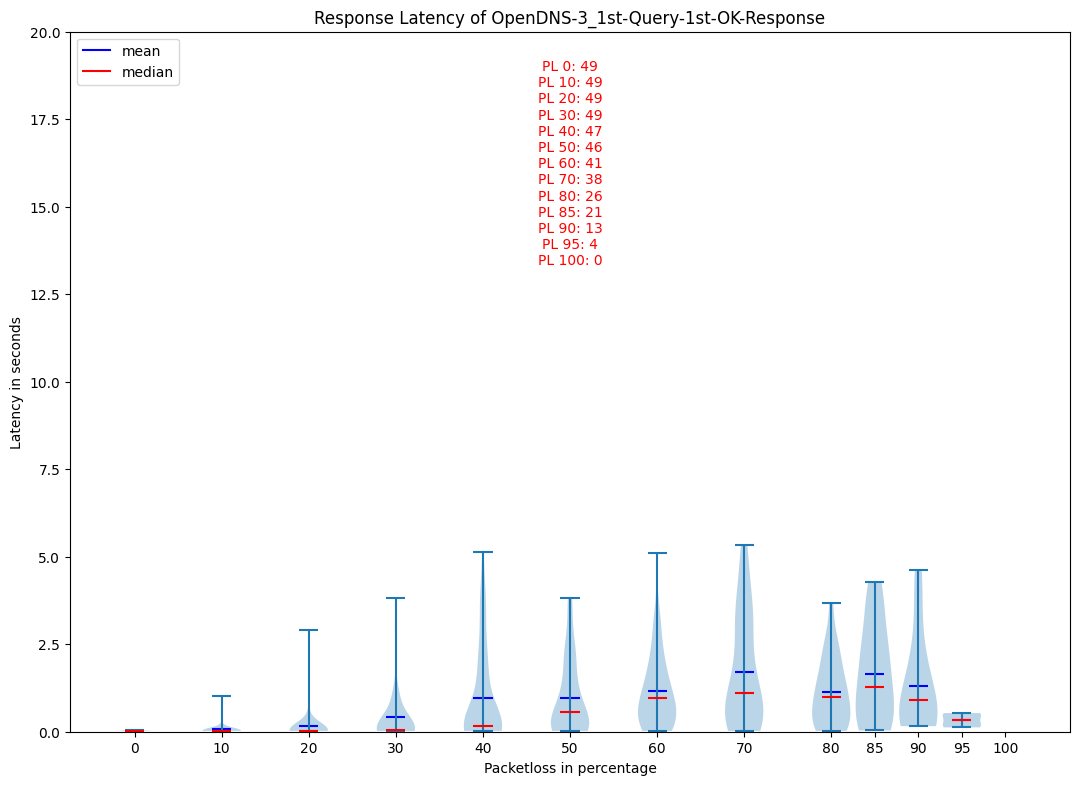 Response Latency of OpenDNS-3_1st-Query-1st-OK-Response
mean
median
PL 0: 49
PL 10: 49
PL 20: 49
PL 30: 49
PL 40: 47
PL 50: 46
PL 60: 41
PL 70: 38
PL 80: 26
PL 85: 21
PL 90: 13
PL 95: 4
PL 100: 0
Latency in seconds
20.0
17.5
15.0
12.5
10.0
7.5
5.0
2.5
0.0
0 10 20 30 40 50 60 70 80 85 90 95 100
Packetloss in percentage